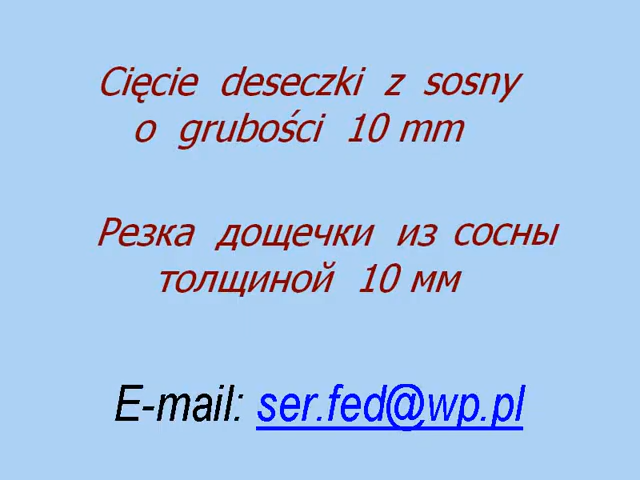 Cięcie deseczki z sosny
o grubości 10 mm
Резка дощечки из сосны
толщиной 10 мм
E-mail: ser.fed@wp.pl